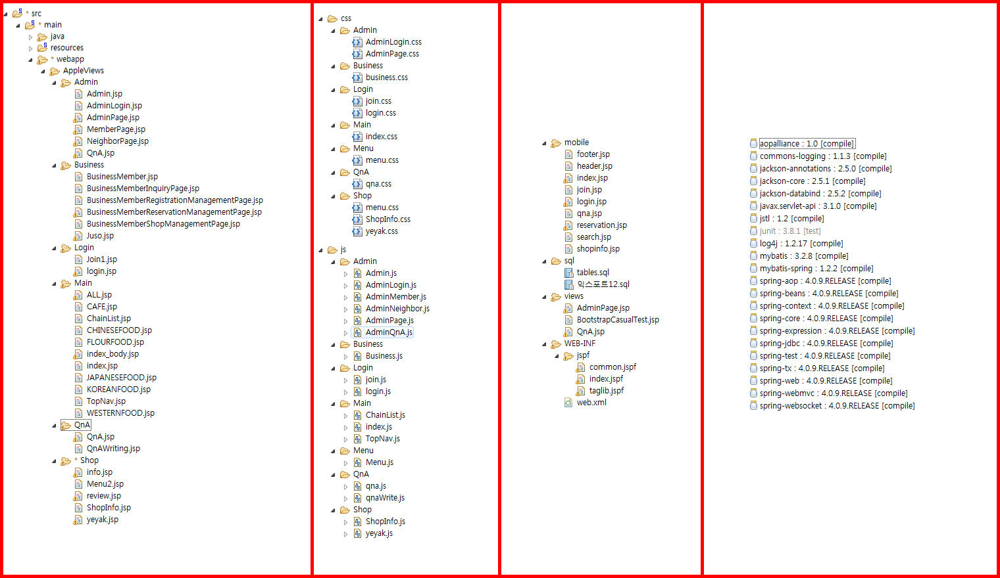 * src
* main
java
resources
* webapp
AppleViews
Admin
Admin.jsp
AdminLogin.jsp
AdminPage.jsp
MemberPage.jsp
NeighborPage.jsp
QnA.jsp
Business
BusinessMember.jsp
BusinessMemberInquiryPage.jsp
BusinessMemberRegistrationManagementPage.jsp
BusinessMemberReservationManagementPage.jsp
BusinessMemberShopManagementPage.jsp
Juso.jsp
Login
Join1.jsp
login.jsp
Main
ALL.jsp
CAFE.jsp
ChainList.jsp
CHINESEFOOD.jsp
FLOURFOOD.jsp
index_body.jsp
index.jsp
JAPANESEFOOD.jsp
KOREANFOOD.jsp
TopNav.jsp
WESTERNFOOD.jsp
QnA
QnA.jsp
QnAWriting.jsp
* Shop
info.jsp
Menu2.jsp
review.jsp
ShopInfo.jsp
yeyak.jsp
css
Admin
AdminLogin.css
AdminPage.css
Business
business.css
Login
join.css
login.css
Main
index.css
Menu
menu.css
QnA
qna.css
Shop
menu.css
ShopInfo.css
yeyak.css
js
Admin
Admin.js
AdminLogin.js
AdminMember.js
AdminNeighbor.js
AdminPage.js
AdminQnA.js
Business
Business.js
Login
join.js
login.js
Main
ChainList.js
index.js
TopNav.js
Menu
Menu.js
QnA
qna.js
qnaWrite.js
Shop
ShopInfo.js
yeyak.js
mobile
footer.jsp
header.jsp
index.jsp
join.jsp
login.jsp
qna.jsp
reservation.jsp
search.jsp
shopinfo.jsp
sql
tables.sql
익스포트12.sql
views
AdminPage.jsp
BootstrapCasualTest.jsp
QnA.jsp
WEB-INF
jspf
common.jspf
index.jspf
taglib.jspf
web.xml
aopalliance : 1.0 [compile]
commons-logging : 1.1.3 [compile]
jackson-annotations : 2.5.0 [compile]
jackson-core : 2.5.1 [compile]
jackson-databind : 2.5.2 [compile]
javax.servlet-api : 3.1.0 [compile]
jstl : 1.2 [compile]
junit : 3.8.1 [test]
log4j : 1.2.17 [compile]
mybatis : 3.2.8 [compile]
mybatis-spring : 1.2.2 [compile]
spring-aop : 4.0.9.RELEASE [compile]
spring-beans : 4.0.9.RELEASE [compile]
spring-context : 4.0.9.RELEASE [compile]
spring-core : 4.0.9.RELEASE [compile]
spring-expression : 4.0.9.RELEASE [compile]
spring-jdbc : 4.0.9.RELEASE [compile]
spring-test : 4.0.9.RELEASE [compile]
spring-tx : 4.0.9.RELEASE [compile]
spring-web : 4.0.9.RELEASE [compile]
spring-webmvc : 4.0.9.RELEASE [compile]
spring-websocket : 4.0.9.RELEASE [compile]